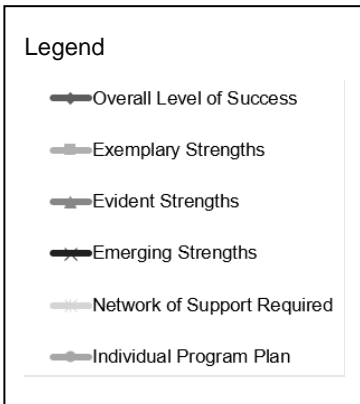 Legend
Overall Level of Success
Exemplary Strengths
Evident Strengths
Emerging Strengths
Network of Support Required
Individual Program Plan